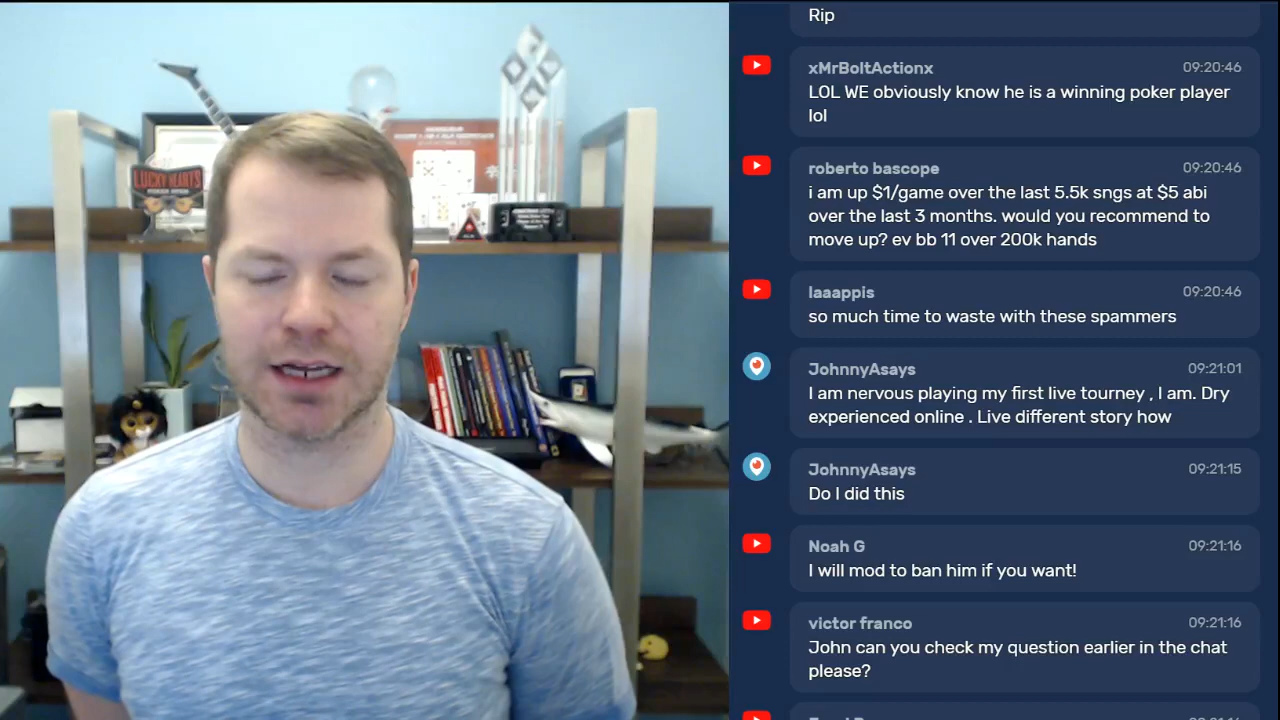 Rip
xMrBoltActionx 09:20:46
LOL WE obviously know he is a winning poker player
lol
roberto bascope 09:20:46
i am up $1/game over the last 5.5k sngs at $5 abi
over the last 3 months. would you recommend to
move up? ev bb 11 over 200k hands
laaappis 09:20:46
so much time to waste with these spammers
JohnnyAsays 09:21:01
I am nervous playing my first live tourney , I am. Dry
experienced online . Live different story how
JohnnyAsays 09:21:15
Do I did this
Noah G 09:21:16
I will mod to ban him if you want!
victor franco 09:21:16
John can you check my question earlier in the chat
please?
LUCKY HEARTS